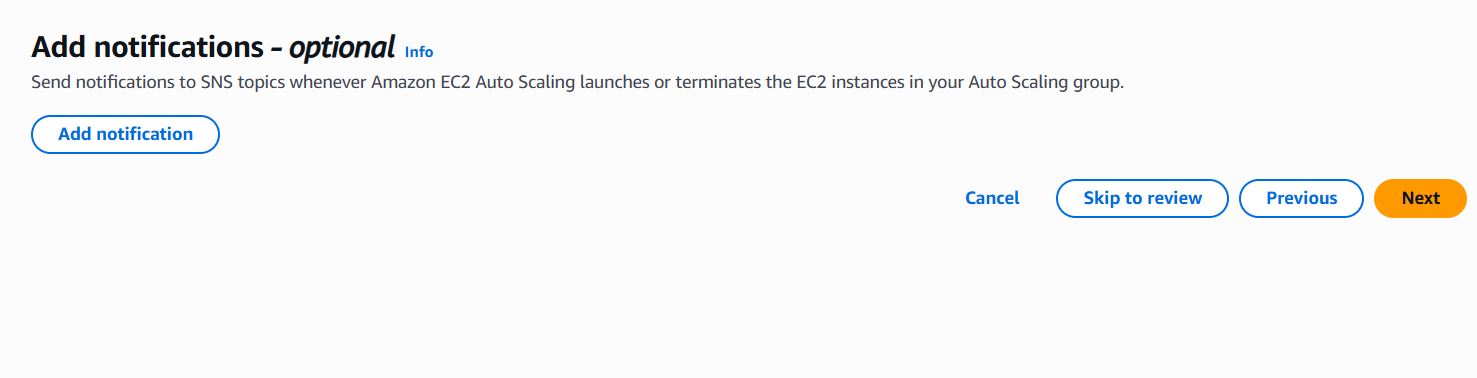 Add notifications - optional Info
Send notifications to SNS topics whenever Amazon EC2 Auto Scaling launches or terminates the EC2 instances in your Auto Scaling group.
Add notification
Cancel Skip to review Previous Next